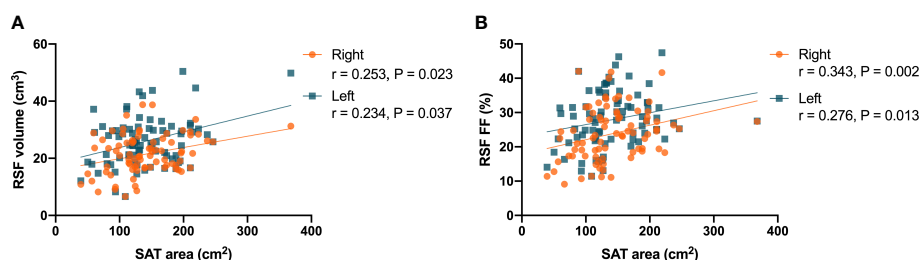 A
RSF volume (cm³)
60
40
20
0
0 100 200 300 400
SAT area (cm²)
Right
r = 0.253, P = 0.023
Left
r = 0.234, P = 0.037
B
RSF FF (%)
50
40
30
20
10
0
0 100 200 300 400
SAT area (cm²)
Right
r = 0.343, P = 0.002
Left
r = 0.276, P = 0.013